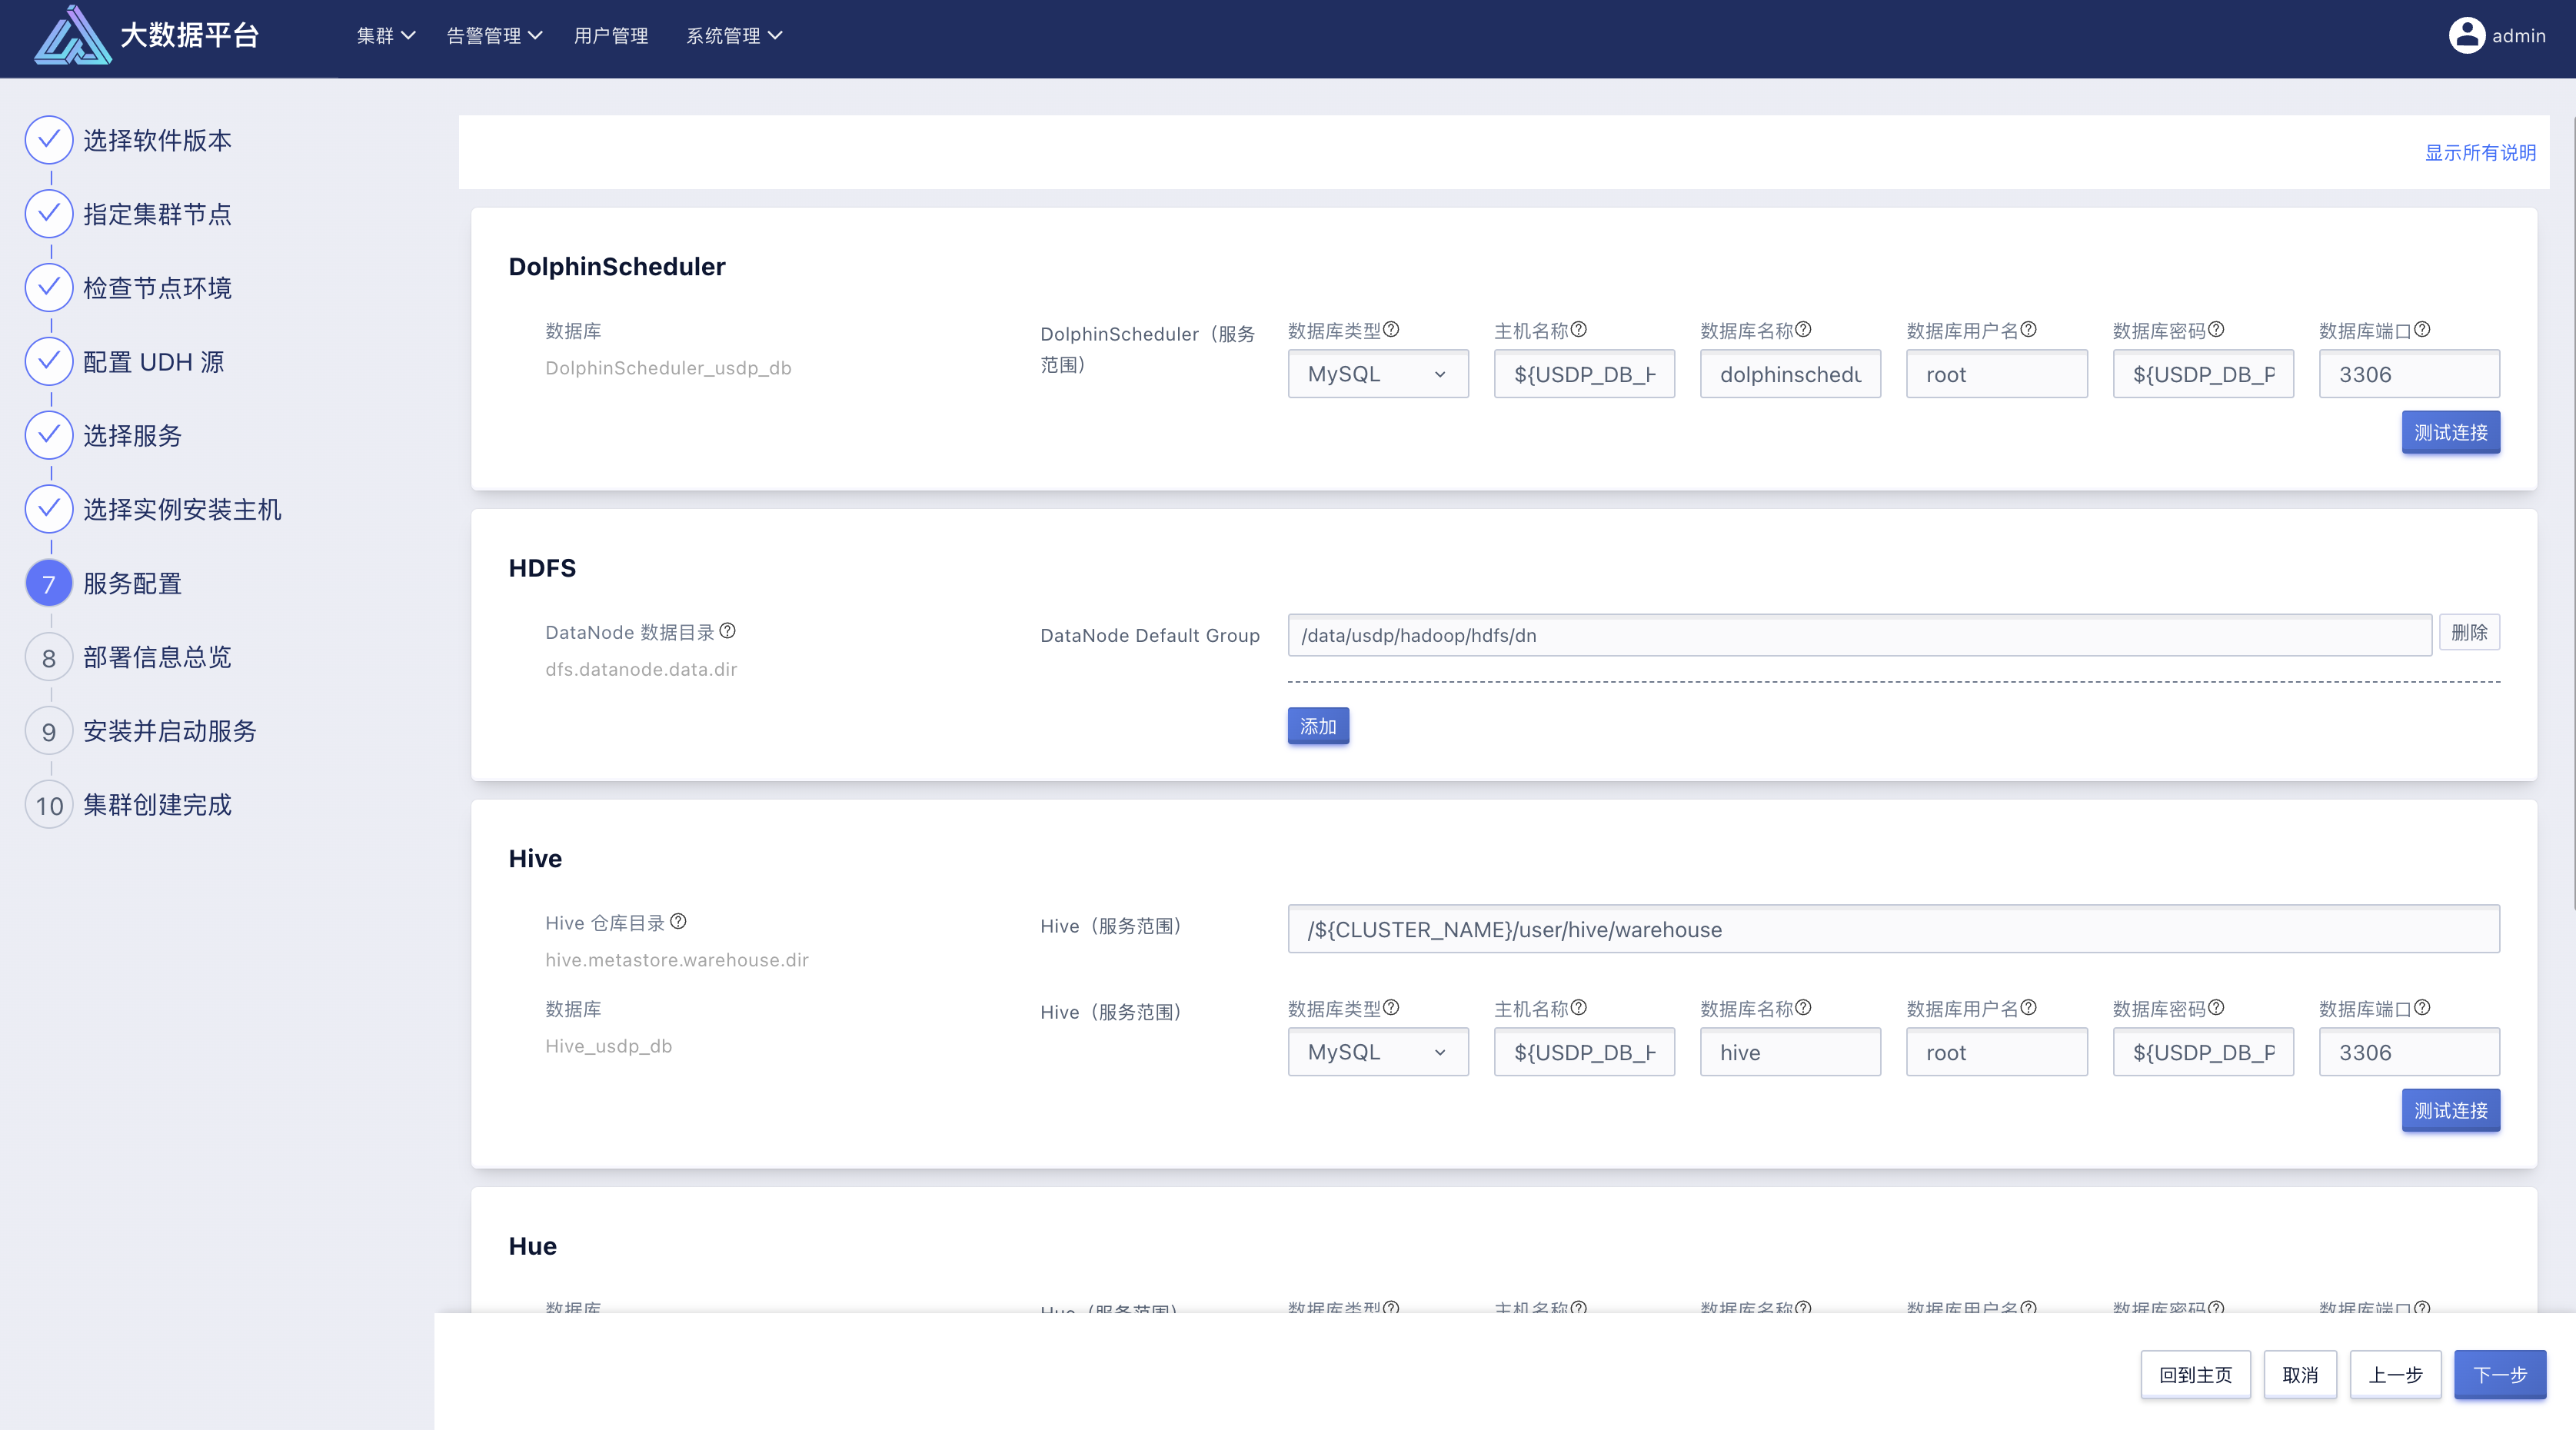 大数据平台
集群
告警管理
用户管理
系统管理
admin
选择软件版本
指定集群节点
检查节点环境
配置 UDH 源
选择服务
选择实例安装主机
7 服务配置
8 部署信息总览
9 安装并启动服务
10 集群创建完成
显示所有说明
DolphinScheduler
数据库
DolphinScheduler_usdp_db
DolphinScheduler（服务
范围）
数据库类型 主机名称 数据库名称 数据库用户名 数据库密码 数据库端口
MySQL ${USDP_DB_H dolphinschedu root ${USDP_DB_P 3306
测试连接
HDFS
DataNode 数据目录
dfs.datanode.data.dir
DataNode Default Group
/data/usdp/hadoop/hdfs/dn
删除
添加
Hive
Hive 仓库目录
hive.metastore.warehouse.dir
Hive（服务范围）
/${CLUSTER_NAME}/user/hive/warehouse
数据库
Hive_usdp_db
Hive（服务范围）
数据库类型 主机名称 数据库名称 数据库用户名 数据库密码 数据库端口
MySQL ${USDP_DB_H hive root ${USDP_DB_P 3306
测试连接
Hue
数据库
Hue（服务范围）
数据库类型 主机名称 数据库名称 数据库用户名 数据库密码 数据库端口
回到主页
取消
上一步
下一步